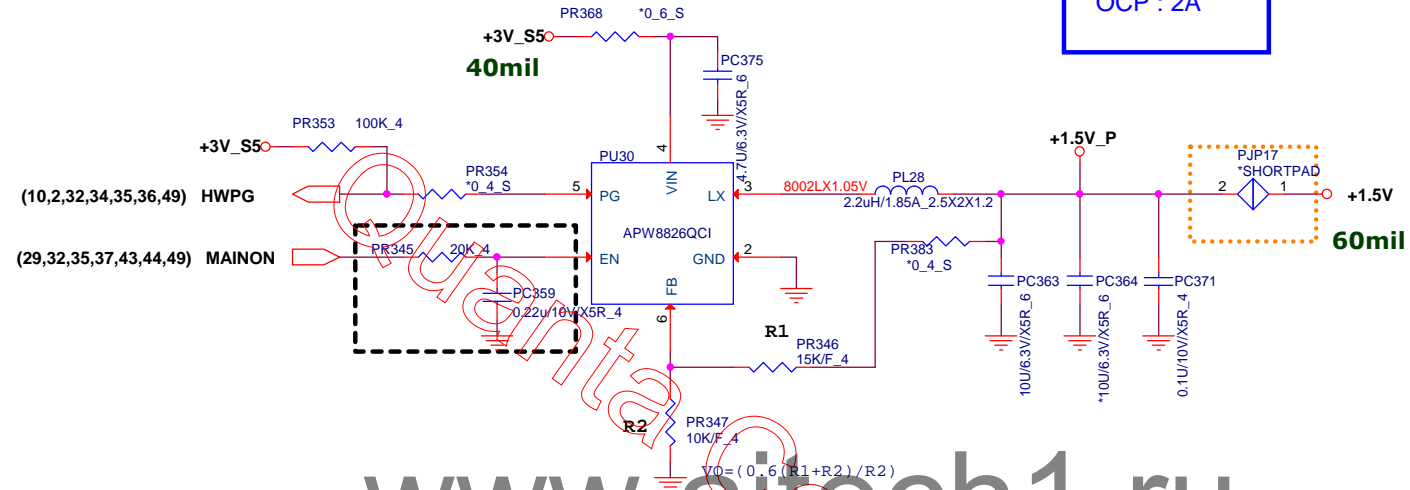 OCP : 2A
PR368 *0_6_S
+3V_S5
40mil
PC375
4.7U/6.3V/X5R_6
PR353 100K_4
+3V_S5
PU30
4
VIN
+1.5V_P
PJP17
*SHORTPAD
PR354
*0_4_S
(10,2,32,34,35,36,49) HWPG
5
PG
LX
3
8002LX1.05V
PL28
2.2uH/1.85A_2.5X2X1.2
2
1
+1.5V
60mil
APW8826QCI
(29,32,35,37,43,44,49) MAINON
PR345 20K_4
EN
GND
2
PR383
*0_4_S
FB
6
PC359
0.22u/10V/X5R_4
PC363
10U/6.3V/X5R_6
PC364
*10U/6.3V/X5R_6
PC371
0.1U/10V/X5R_4
R1
PR346
15K/F_4
R2
PR347
10K/F_4
VO=(0.6(R1+R2)/R2)
Quanta